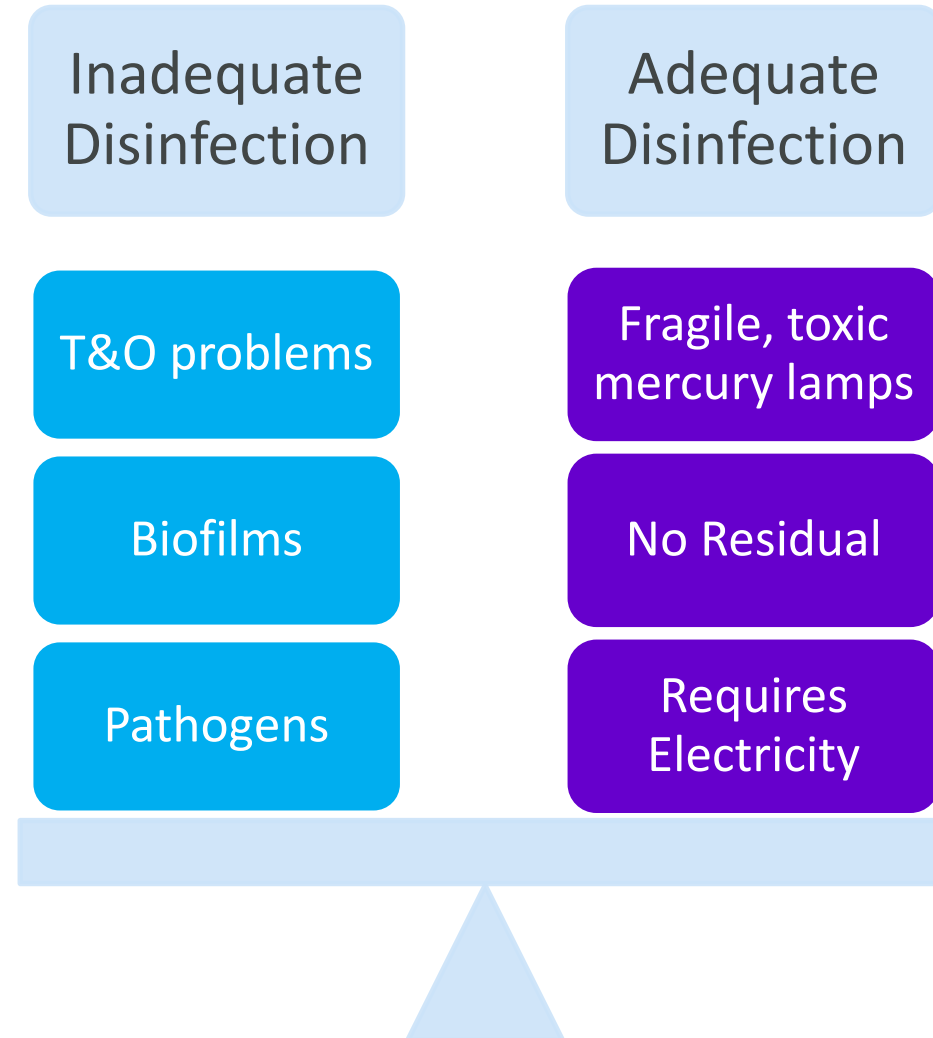 Inadequate
Disinfection
Adequate
Disinfection
T&O problems
Biofilms
Pathogens
Fragile, toxic
mercury lamps
No Residual
Requires
Electricity